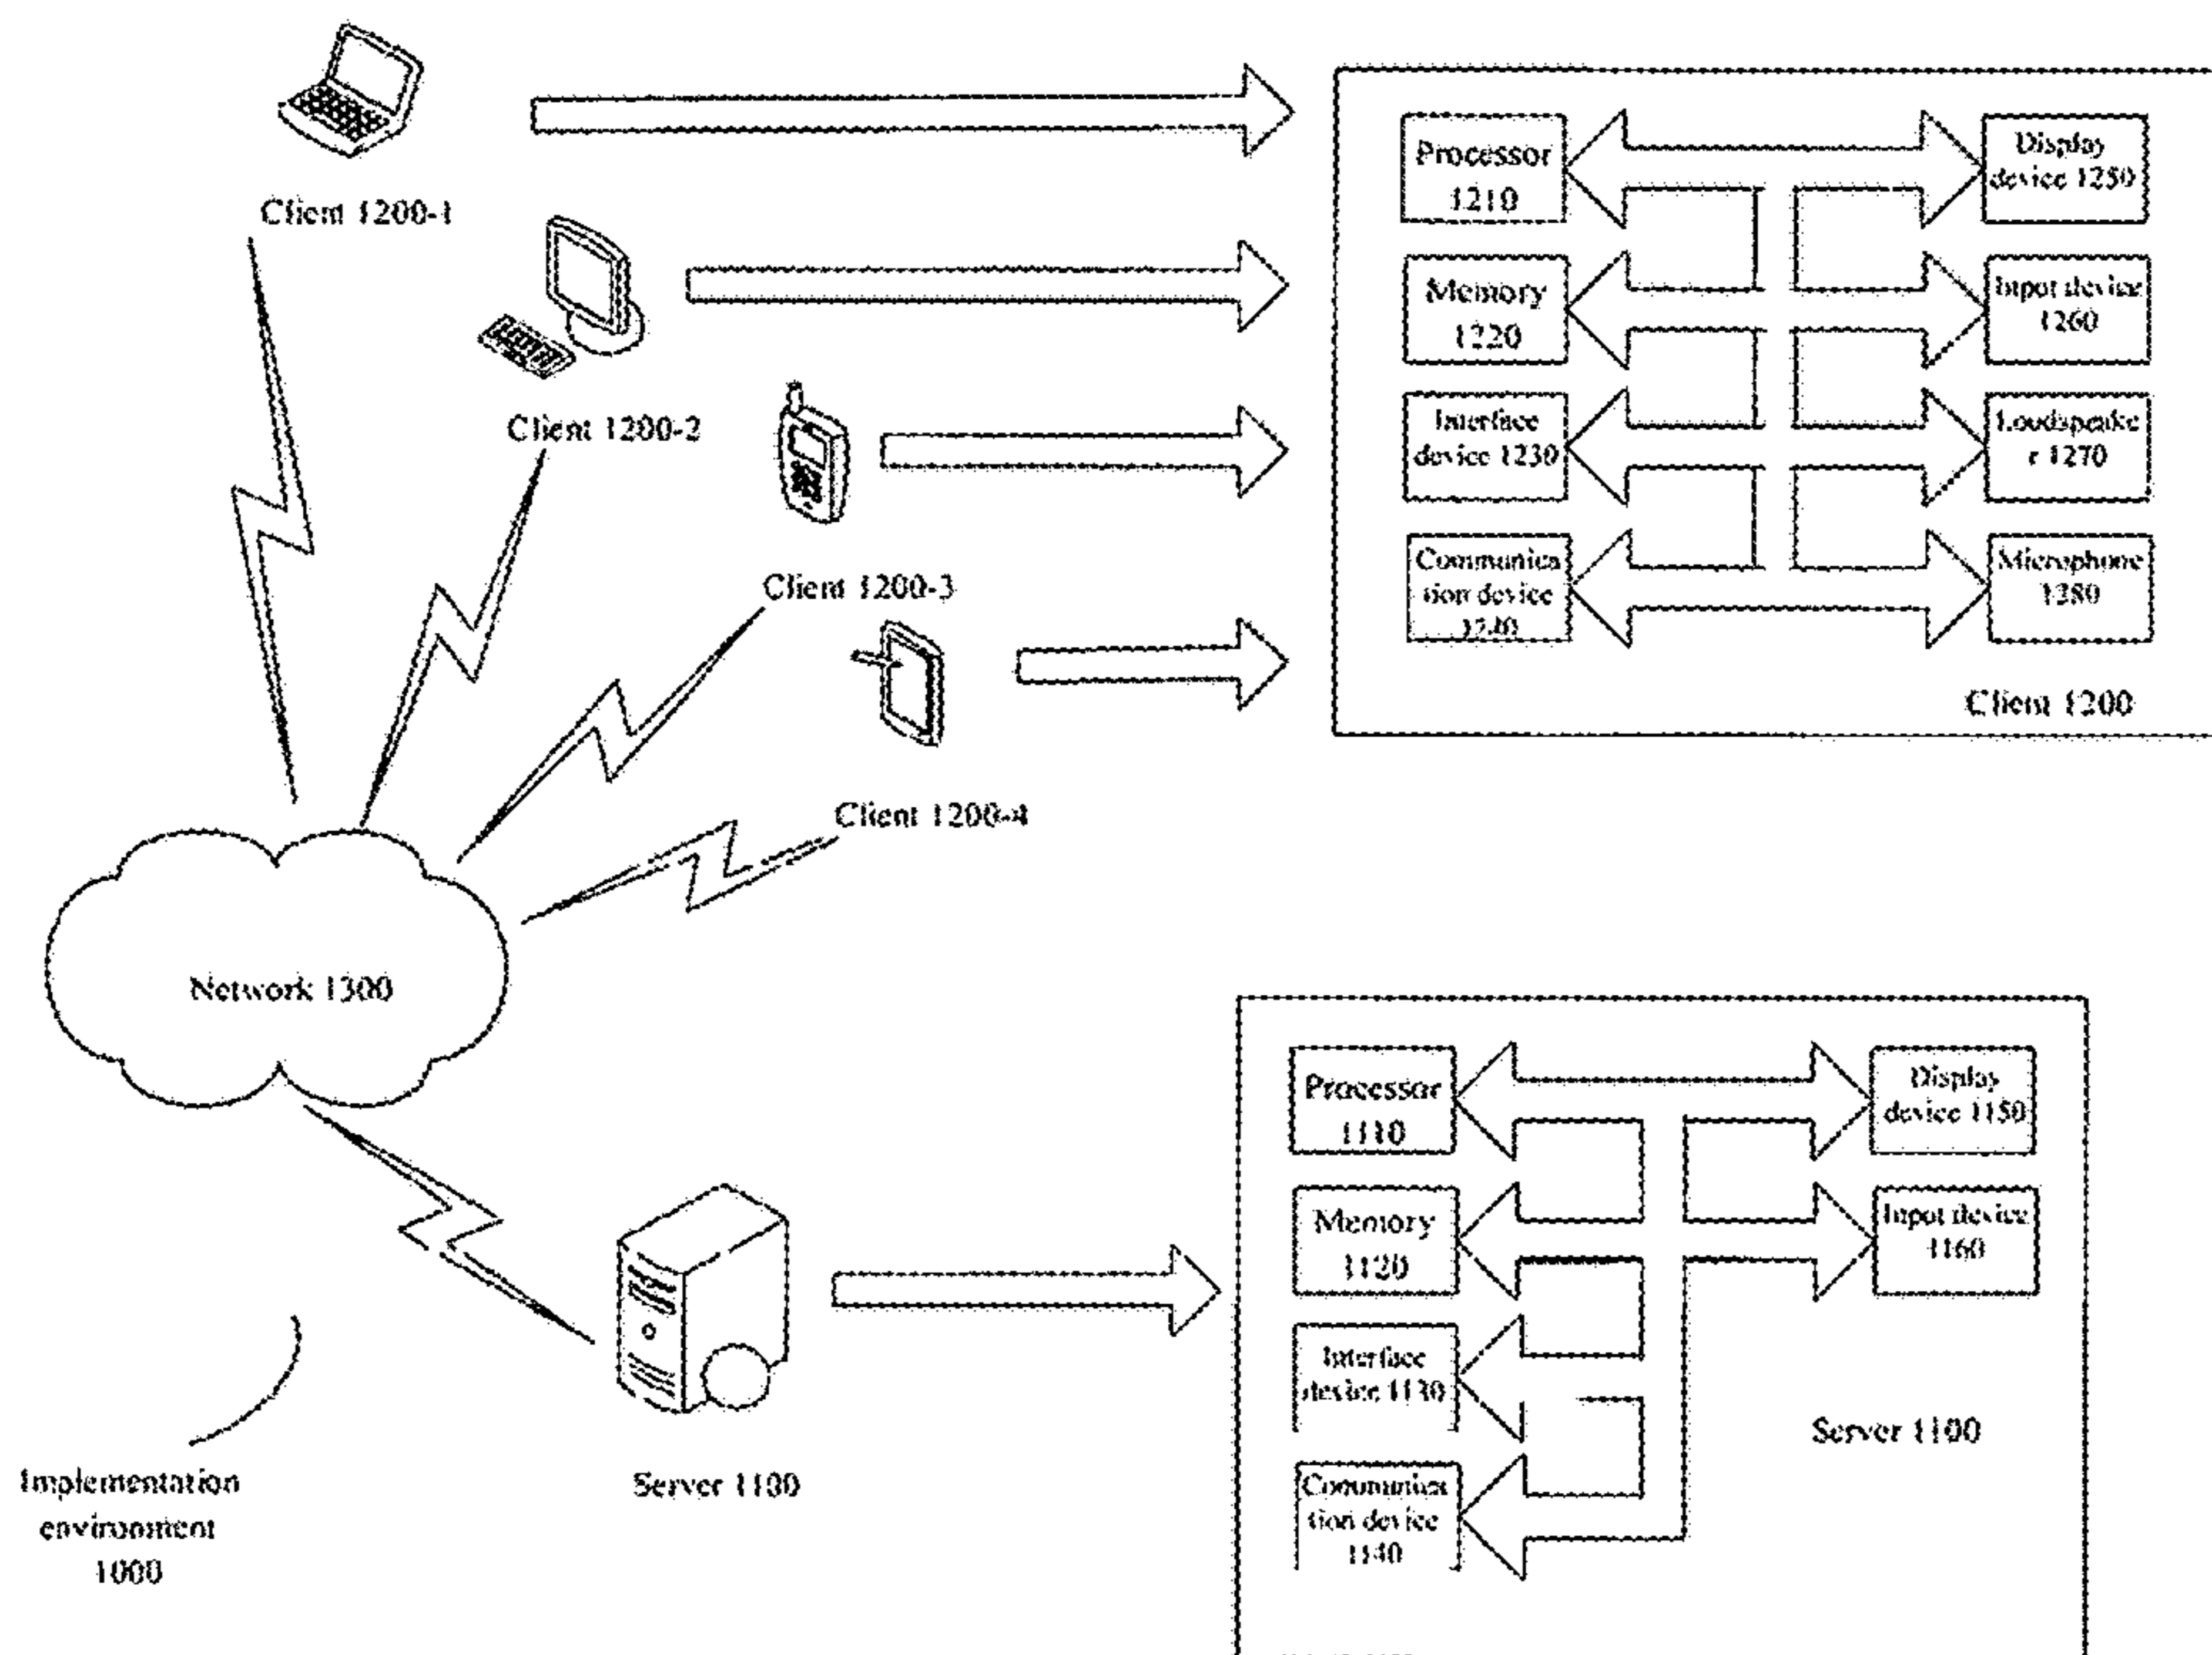 Client 1200-1
Client 1200-2
Client 1200-3
Client 1200-4
Network 1300
Implementation
environment
1000
Server 1100
Processor
1210
Display
device 1250
Memory
1220
Input device
1260
Interface
device 1230
Loudspeake
r 1270
Communica
tion device
1240
Microphone
1280
Client 1200
Processor
1110
Display
device 1150
Memory
1120
Input device
1160
Interface
device 1130
Server 1100
Communica
tion device
1140